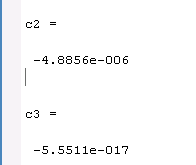 c2 =
-4.8856e-006
c3 =
-5.5511e-017